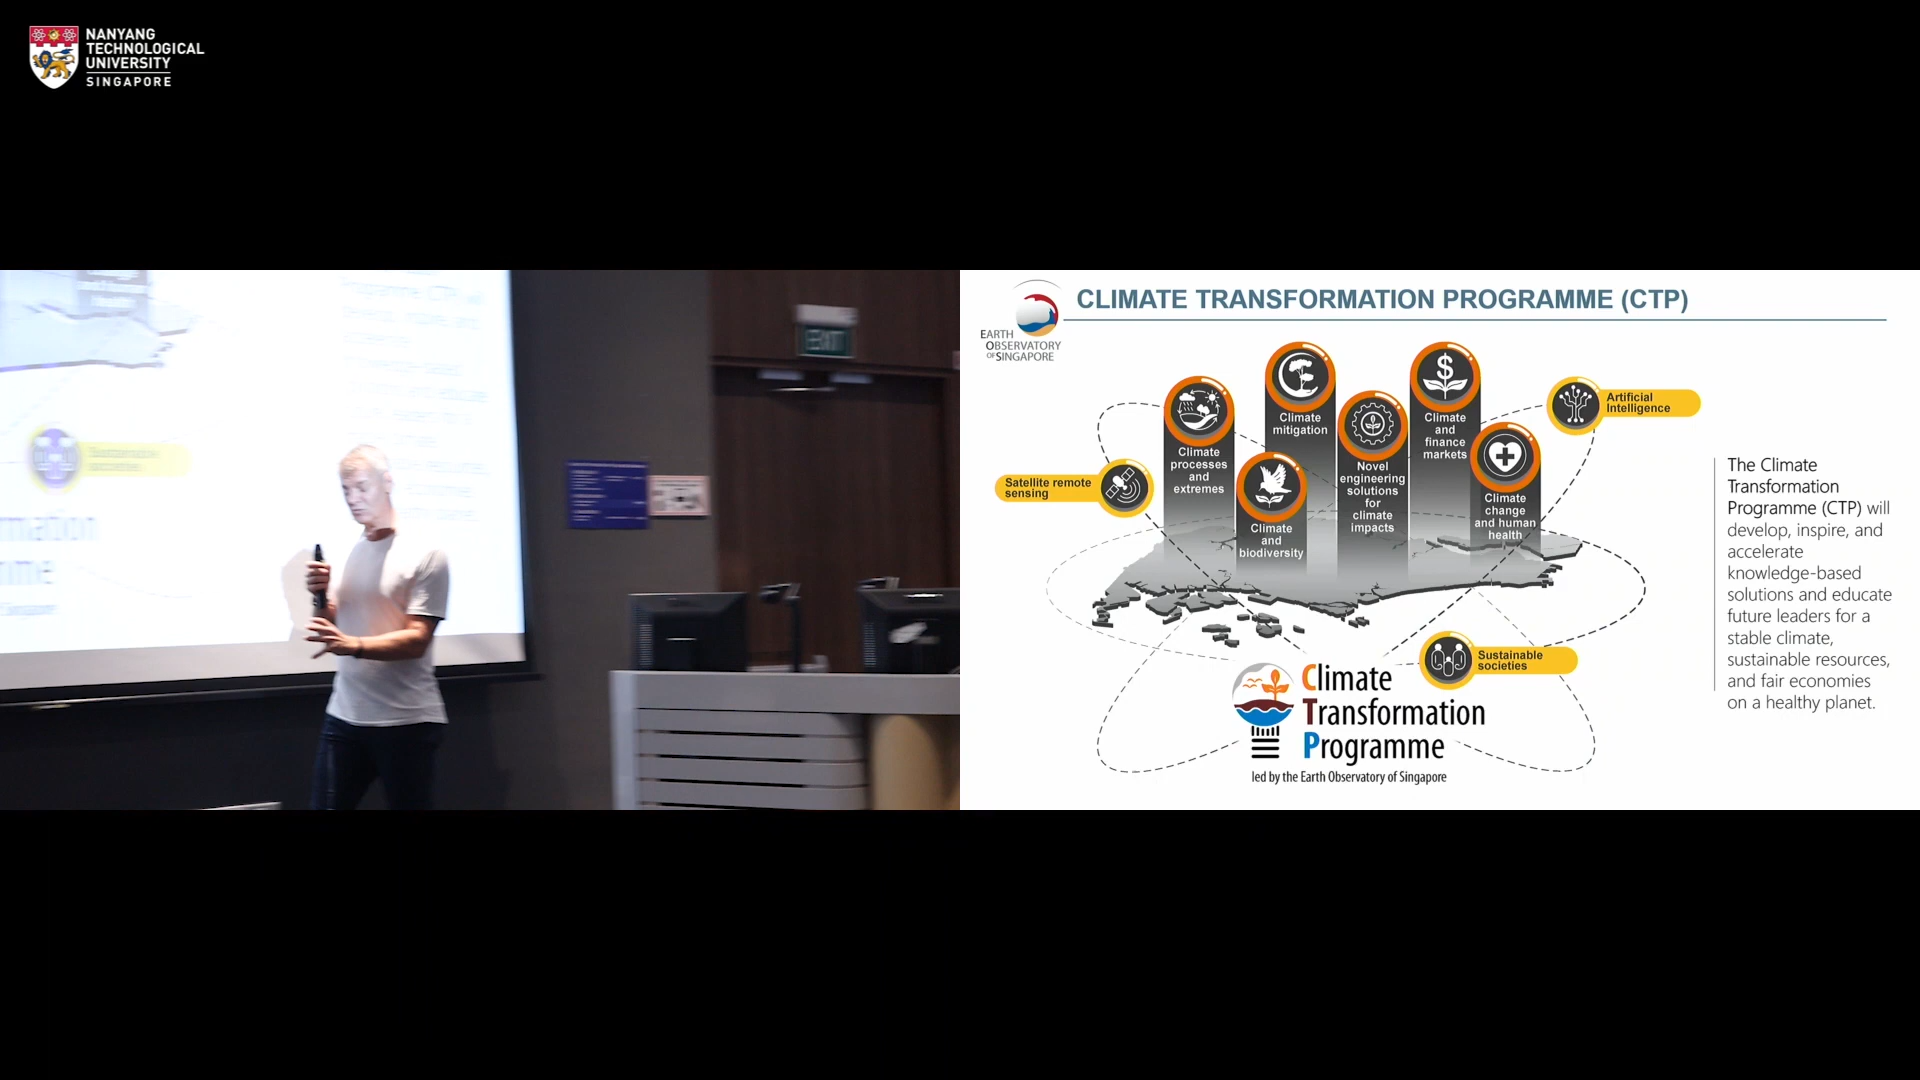 NANYANG
TECHNOLOGICAL
UNIVERSITY
SINGAPORE
EXIT
Sustainable
societies
CLIMATE TRANSFORMATION PROGRAMME (CTP)
EARTH
OBSERVATORY
OF SINGAPORE
Climate
processes
and
extremes
Climate
mitigation
Climate
and
biodiversity
Novel
engineering
solutions
for
climate
impacts
Climate
and
finance
markets
Climate
change
and human
health
Artificial
Intelligence
Satellite remote
sensing
Sustainable
societies
Climate
Transformation
Programme
led by the Earth Observatory of Singapore
The Climate
Transformation
Programme (CTP) will
develop, inspire, and
accelerate
knowledge-based
solutions and educate
future leaders for a
stable climate,
sustainable resources,
and fair economies
on a healthy planet.